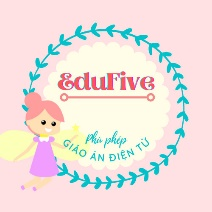 EduFive
phù phép
GIÁO ÁN ĐIỆN TỬ